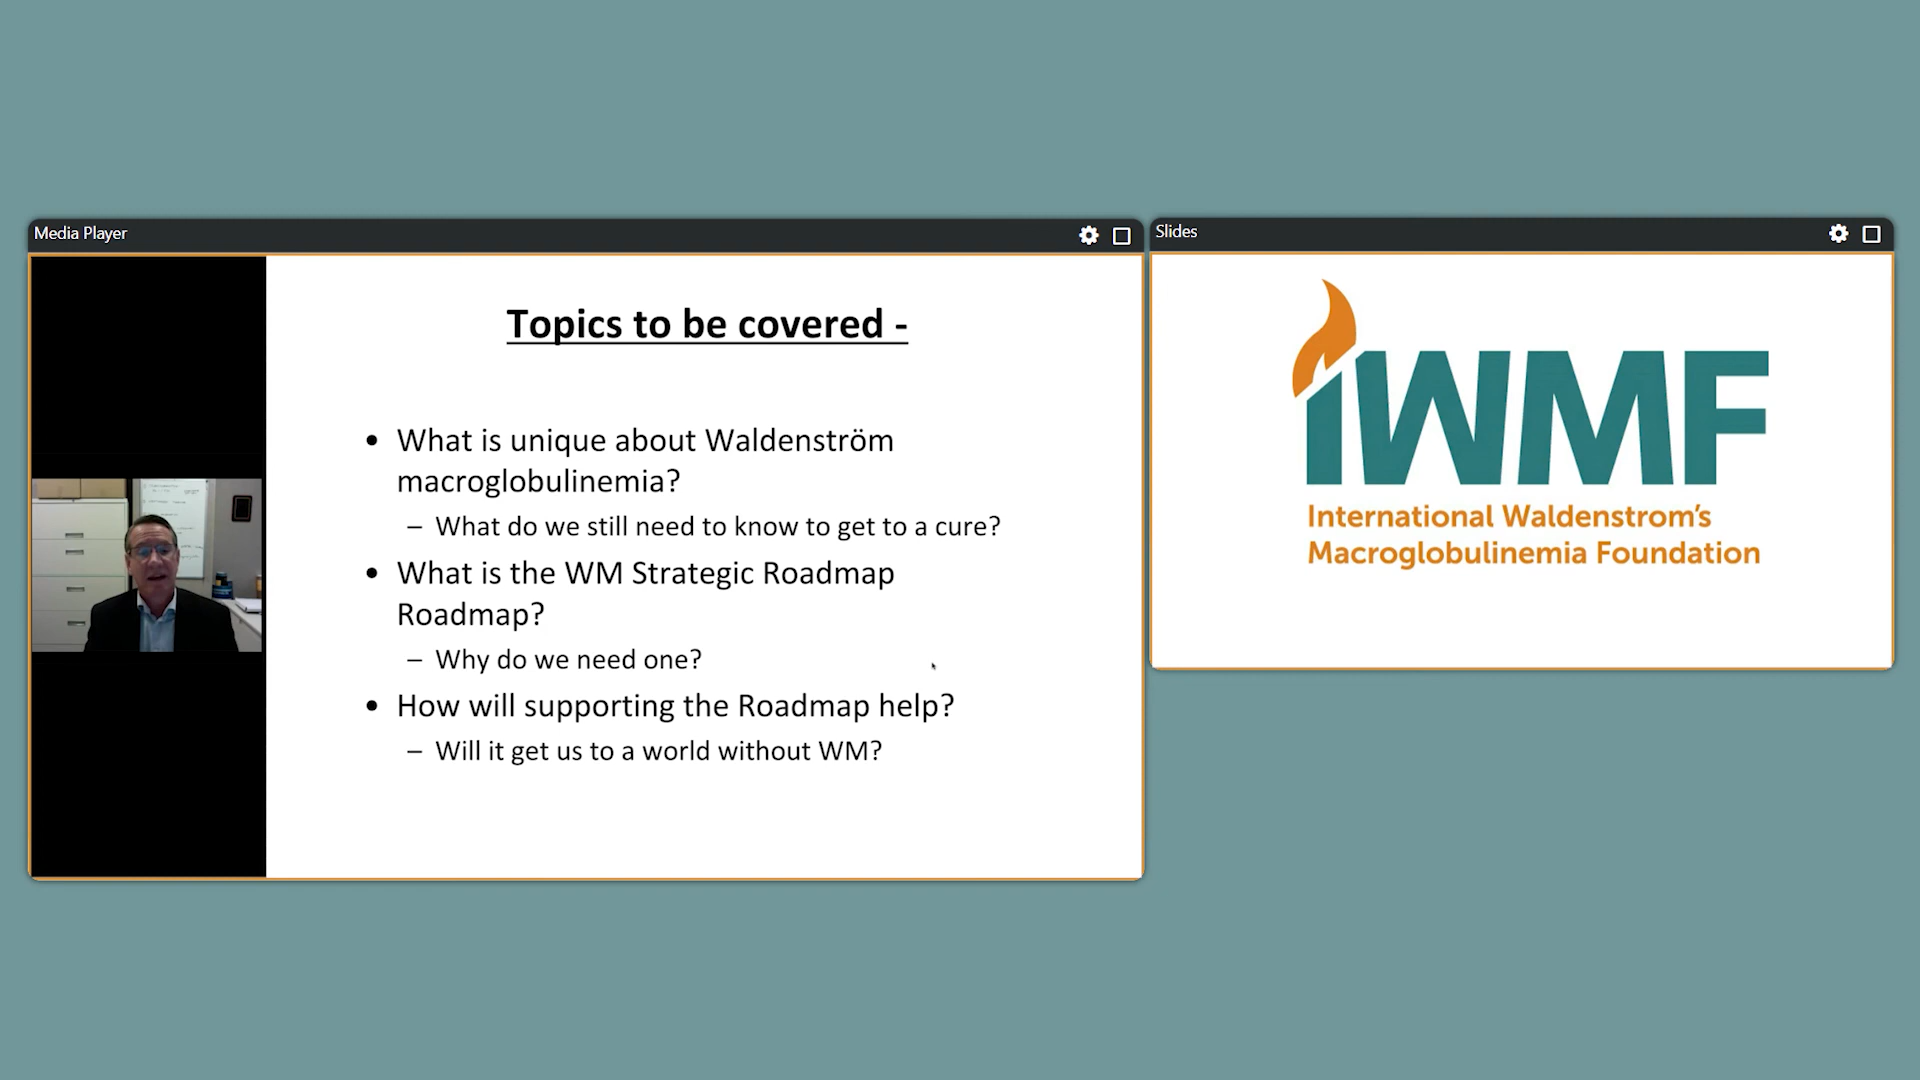 Media Player
Topics to be covered -
• What is unique about Waldenström
macroglobulinemia?
– What do we still need to know to get to a cure?
• What is the WM Strategic Roadmap
Roadmap?
– Why do we need one?
• How will supporting the Roadmap help?
– Will it get us to a world without WM?
Slides
IWMF
International Waldenstrom's
Macroglobulinemia Foundation